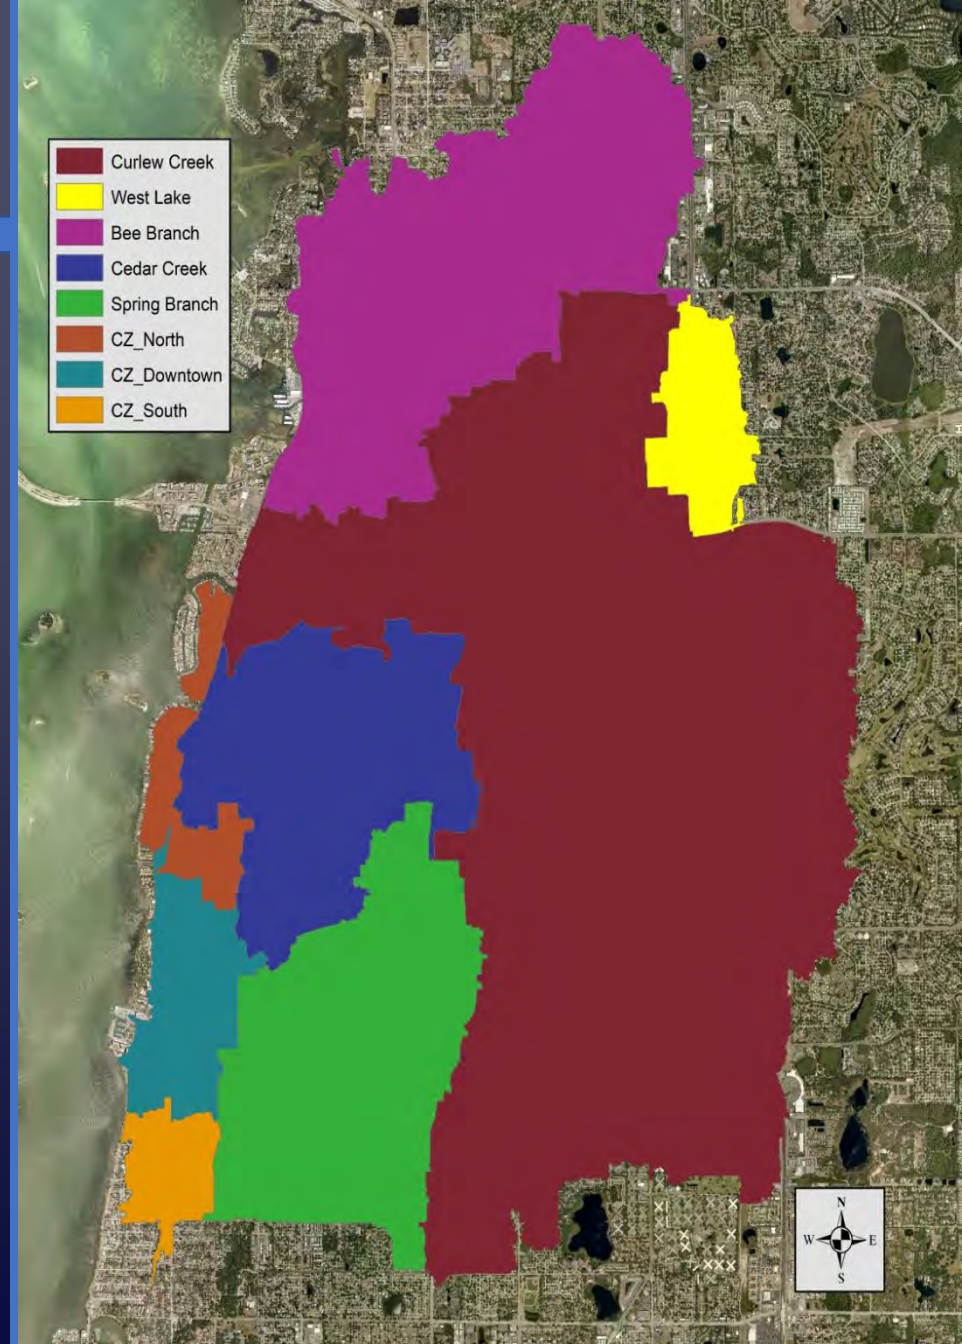 Curlew Creek
West Lake
Bee Branch
Cedar Creek
Spring Branch
CZ_North
CZ_Downtown
CZ_South
N
W E
S